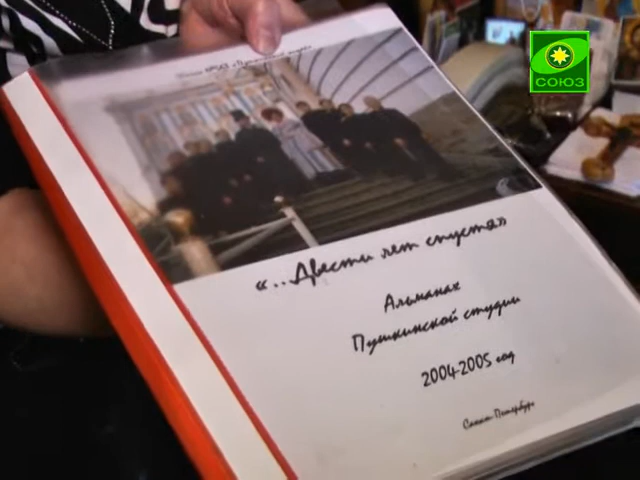 СОЮЗ
«...Двести лет спустя»
Альманах
Пушкинской студии
2004-2005 год
Санкт-Петербург